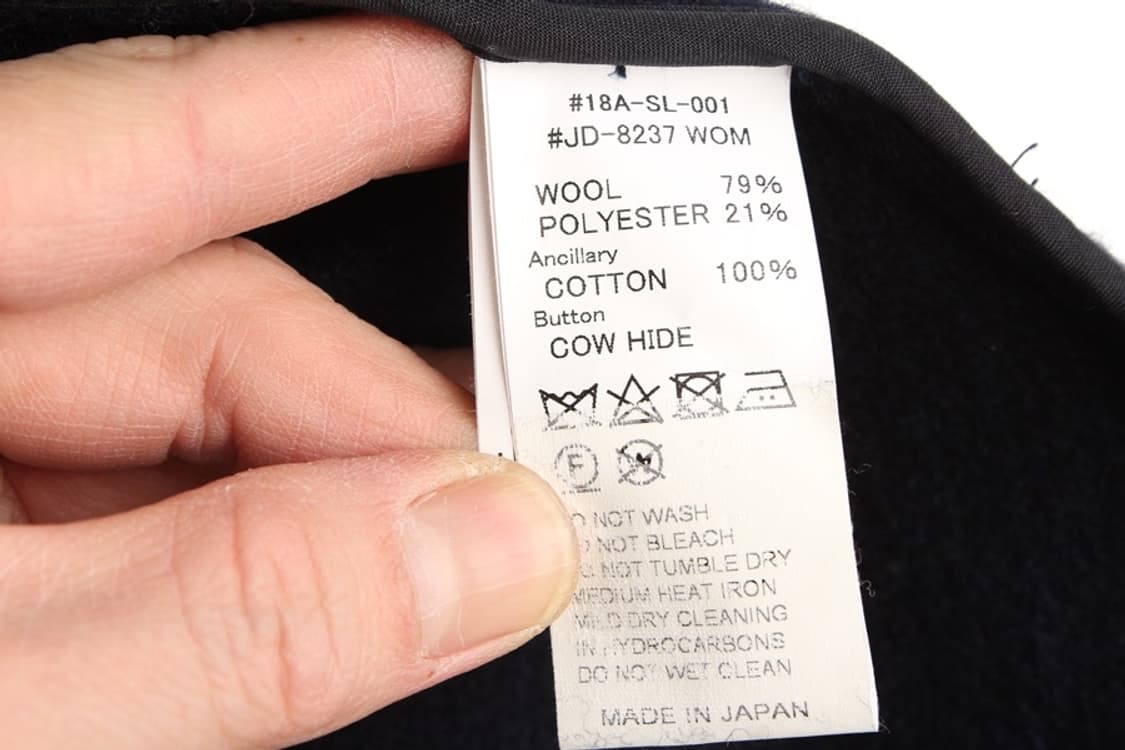 #18A-SL-001
#JD-8237 WOM
WOOL 79%
POLYESTER 21%
Ancillary
COTTON 100%
Button
COW HIDE
F W
NOT WASH
NOT BLEACH
NOT TUMBLE DRY
MEDIUM HEAT IRON
MILD DRY CLEANING
IN HYDROCARBONS
DO NOT WET CLEAN
MADE IN JAPAN